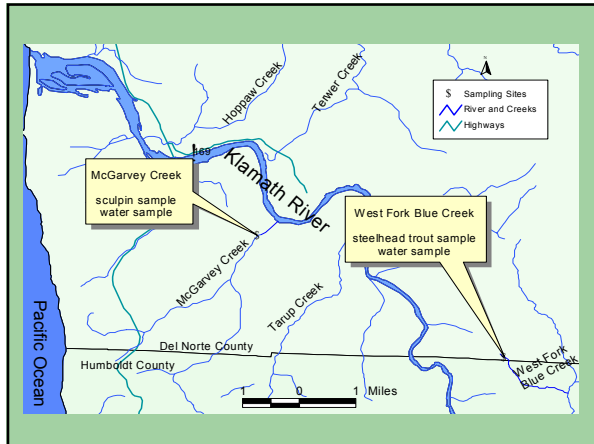 Hoppaw Creek
Terwer Creek
$ Sampling Sites
River and Creeks
Highways
169
Klamath River
McGarvey Creek
sculpin sample
water sample
West Fork Blue Creek
steelhead trout sample
water sample
McGarvey Creek
Tarup Creek
Pacific Ocean
Del Norte County
Humboldt County
West Fork
Blue Creek
1 0 1 Miles